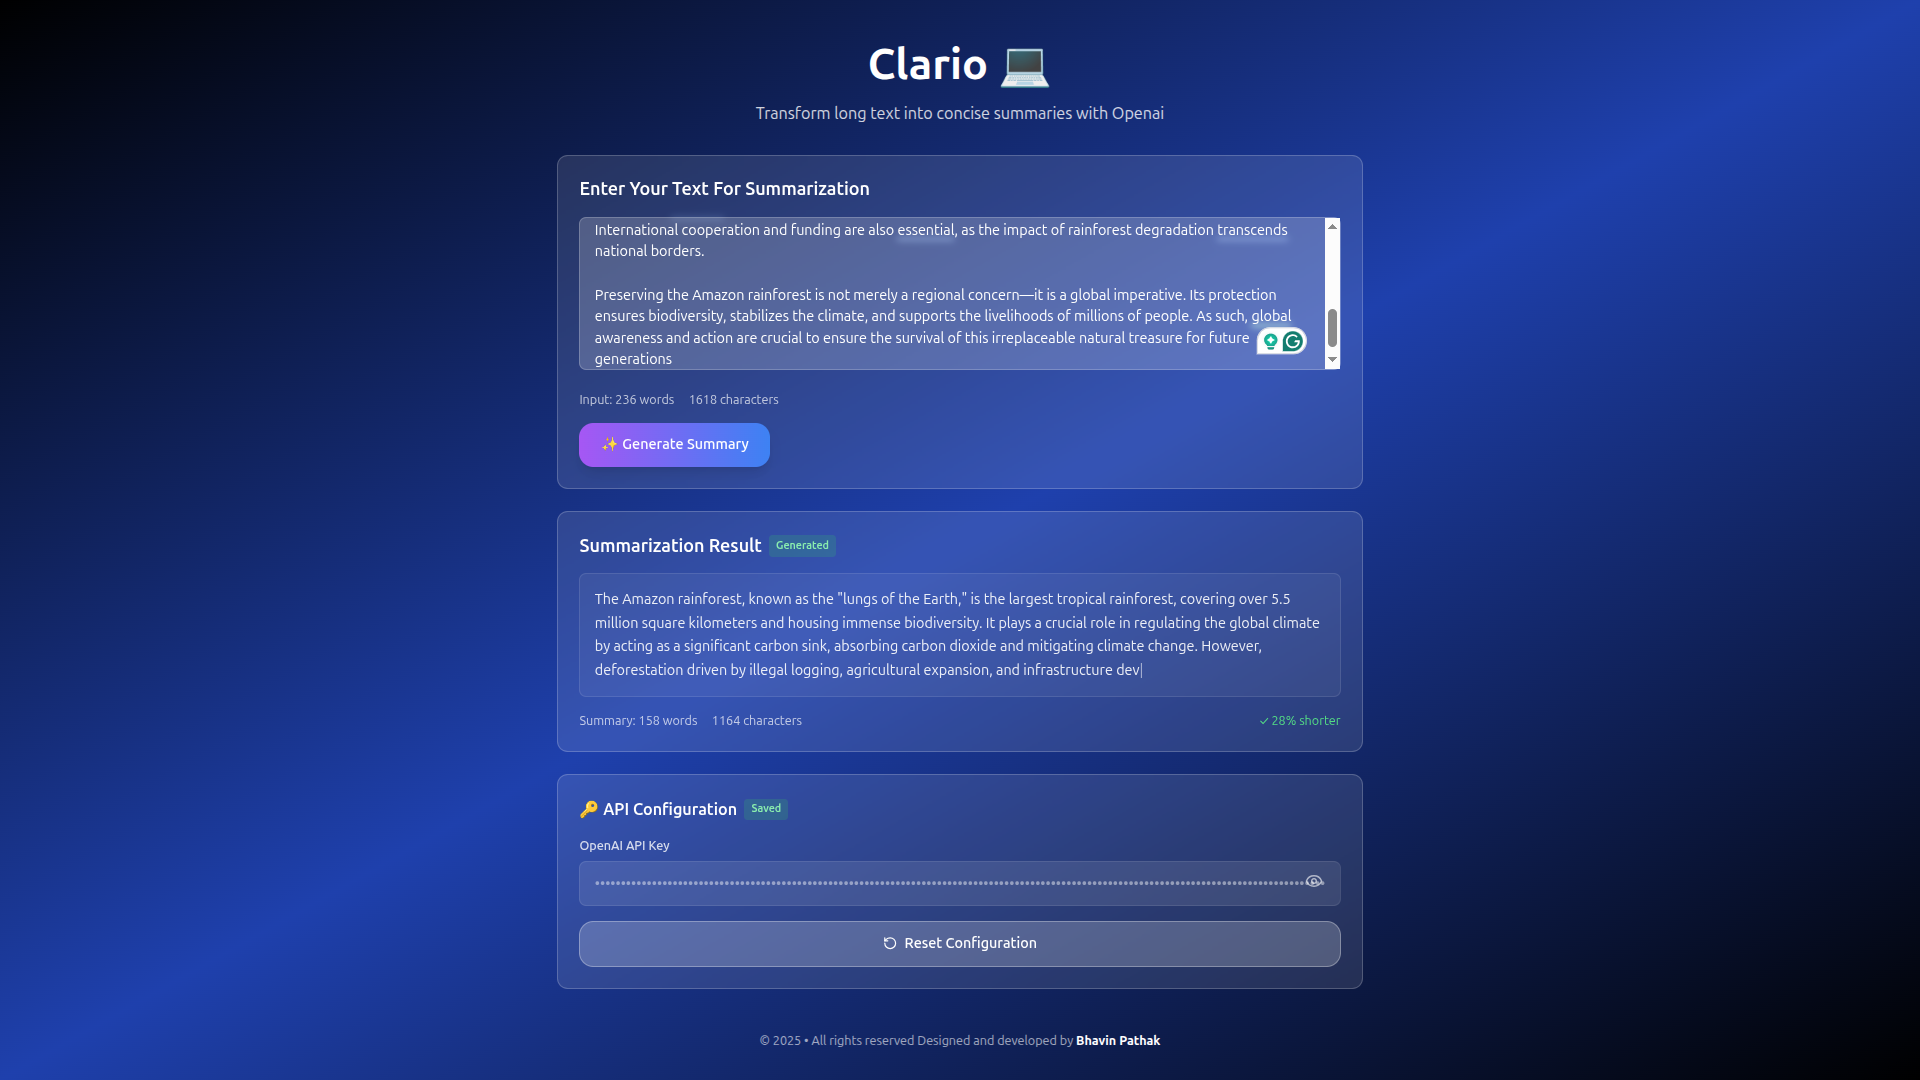 Clario 💻
Transform long text into concise summaries with Openai
Enter Your Text For Summarization
International cooperation and funding are also essential, as the impact of rainforest degradation transcends
national borders.
Preserving the Amazon rainforest is not merely a regional concern—it is a global imperative. Its protection
ensures biodiversity, stabilizes the climate, and supports the livelihoods of millions of people. As such, global
awareness and action are crucial to ensure the survival of this irreplaceable natural treasure for future
generations
Input: 236 words 1618 characters
✨ Generate Summary
Summarization Result Generated
The Amazon rainforest, known as the "lungs of the Earth," is the largest tropical rainforest, covering over 5.5
million square kilometers and housing immense biodiversity. It plays a crucial role in regulating the global climate
by acting as a significant carbon sink, absorbing carbon dioxide and mitigating climate change. However,
deforestation driven by illegal logging, agricultural expansion, and infrastructure dev
Summary: 158 words 1164 characters ✓ 28% shorter
🔑 API Configuration Saved
OpenAI API Key
Reset Configuration
© 2025 • All rights reserved Designed and developed by Bhavin Pathak